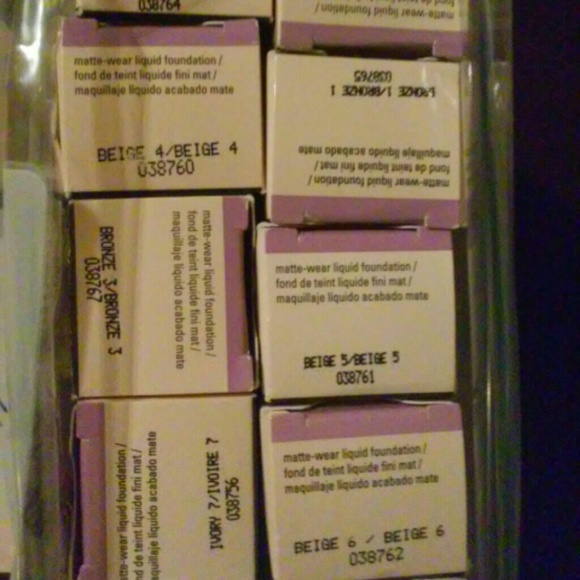 038764
matte-wear liquid foundation /
fond de teint liquide fini mat /
maquillaje líquido acabado mate
BEIGE 4/BEIGE 4
038760
matte-wear liquid foundation /
matte-wear liquid foundation /
fond de teint liquide fini mat /
maquillaje líquido acabado mate
BRONZE 1/BRONZE 1
038765
matte-wear liquid foundation /
fond de teint liquide fini mat /
maquillaje líquido acabado mate
BRONZE 3/BRONZE 3
038767
matte-wear liquid foundation /
fond de teint liquide fini mat /
maquillaje líquido acabado mate
BEIGE 5/BEIGE 5
038761
liquid foundation /
de teint liquide fini mat /
líquido acabado mate
IVORY 7/IVOIRE 7
038756
matte-wear liquid foundation /
fond de teint liquide fini mat /
maquillaje líquido acabado mate
BEIGE 6 / BEIGE 6
038762